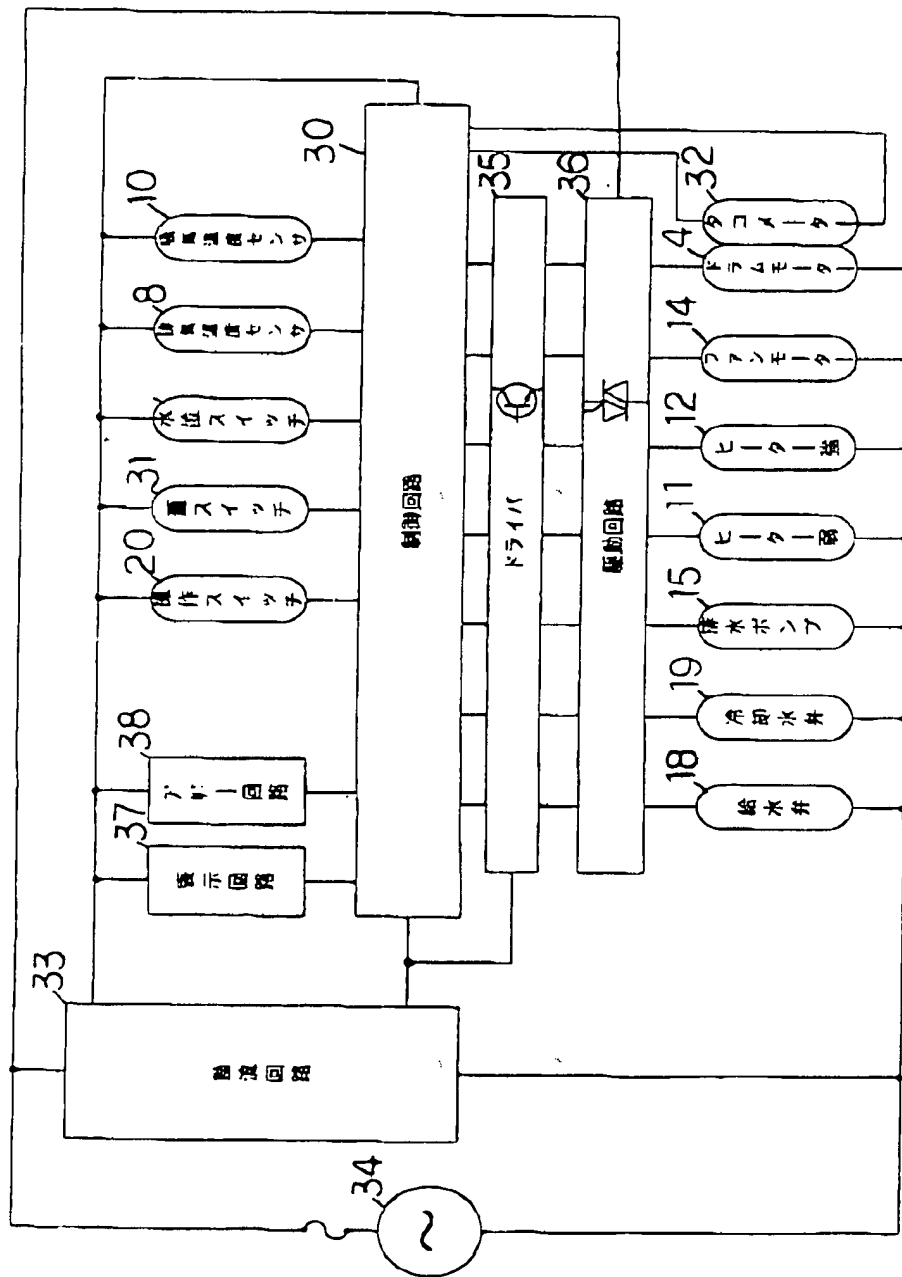 33
電源回路
34
37
表示回路
38
ブザー回路
20
操作スイッチ
31
蓋スイッチ
水位スイッチ
8
排気温度センサ
10
温度センサ
30
制御回路
35
ドライバ
36
駆動回路
18
給水弁
19
冷却水弁
15
排水ポンプ
11
ヒーター弱
12
ヒーター強
14
ファンモーター
4
ドラムモーター
32
タコメーター